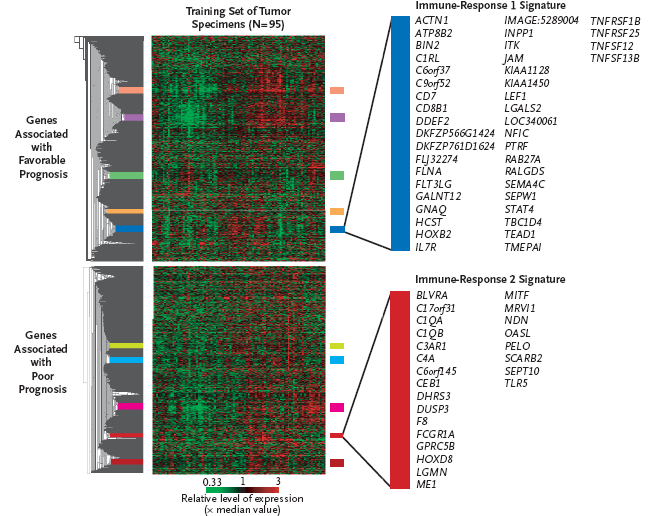 Training Set of Tumor
Specimens (N=95)
Genes
Associated
with
Favorable
Prognosis
Genes
Associated
with
Poor
Prognosis
0.33 1 3
Relative level of expression
(× median value)
Immune-Response 1 Signature
ACTN1 IMAGE:5289004 TNFRSF1B
ATP8B2 INPP1 TNFRSF25
BIN2 ITK TNFSF12
C1RL JAM TNFSF13B
C6orf37 KIAA1128
C9orf52 KIAA1450
CD7 LEF1
CD8B1 LGALS2
DDEF2 LOC340061
DKFZP566G1424 NFIC
DKFZP761D1624 PTRF
FLJ32274 RAB27A
FLNA RALGDS
FLT3LG SEMA4C
GALNT12 SEPW1
GNAQ STAT4
HCST TBC1D4
HOXB2 TEAD1
IL7R TMEPAI
Immune-Response 2 Signature
BLVRA MITF
C17orf31 MRVI1
C1QA NDN
C1QB OASL
C3AR1 PELO
C4A SCARB2
C6orf145 SEPT10
CEB1 TLR5
DHRS3
DUSP3
F8
FCGR1A
GPRC5B
HOXD8
LGMN
ME1